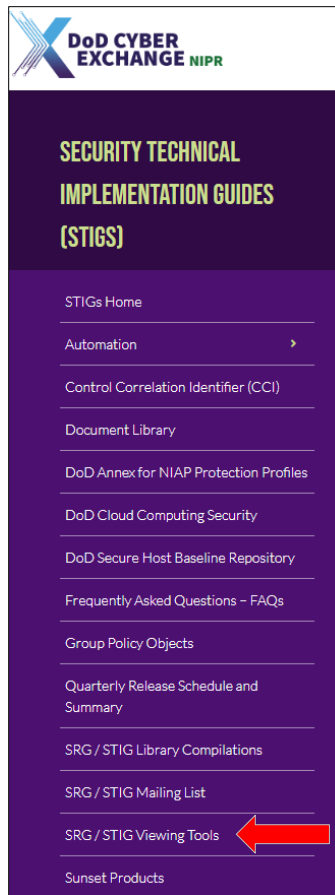 DoD CYBER
EXCHANGE NIPR
SECURITY TECHNICAL
IMPLEMENTATION GUIDES
(STIGS)
STIGs Home
Automation
Control Correlation Identifier (CCI)
Document Library
DoD Annex for NIAP Protection Profiles
DoD Cloud Computing Security
DoD Secure Host Baseline Repository
Frequently Asked Questions – FAQs
Group Policy Objects
Quarterly Release Schedule and
Summary
SRG / STIG Library Compilations
SRG / STIG Mailing List
SRG / STIG Viewing Tools
Sunset Products